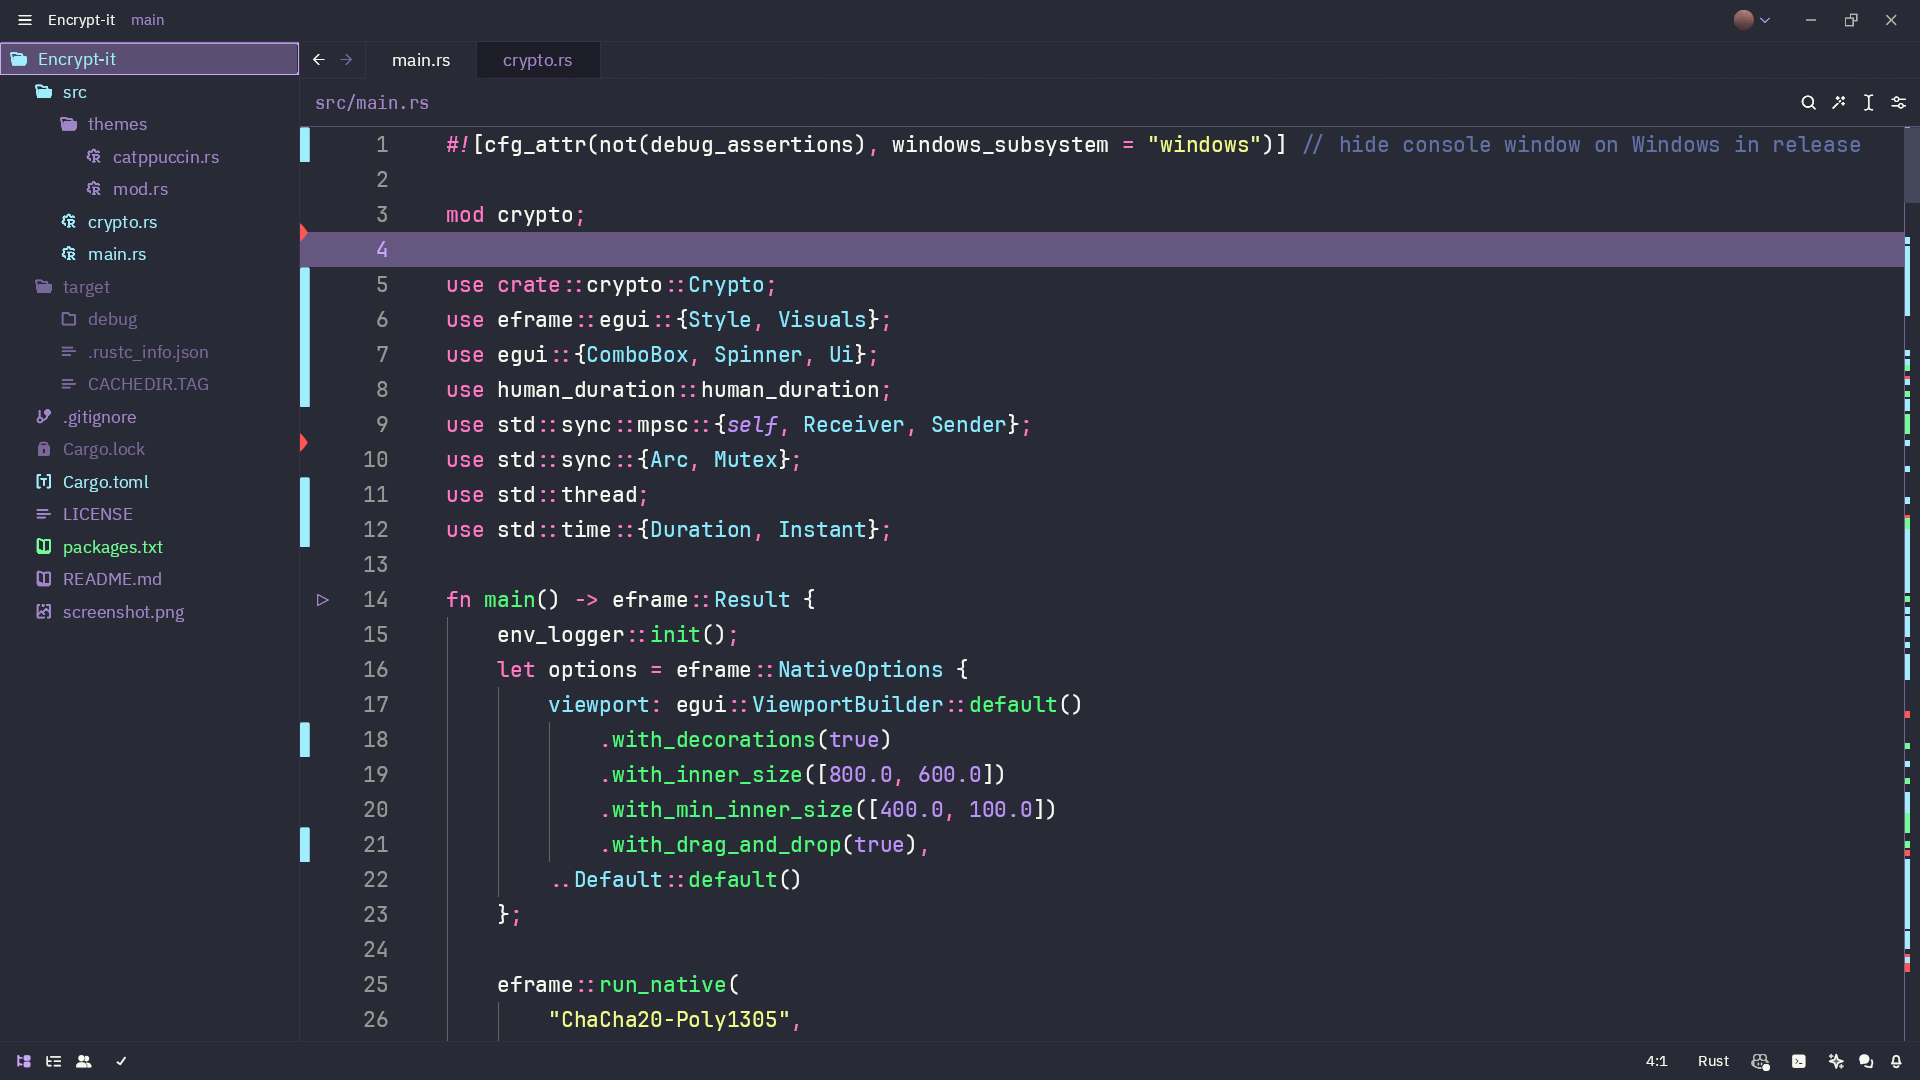 Encrypt-it main
Encrypt-it
src
themes
catppuccin.rs
mod.rs
crypto.rs
main.rs
target
debug
.rustc_info.json
CACHEDIR.TAG
.gitignore
Cargo.lock
Cargo.toml
LICENSE
packages.txt
README.md
screenshot.png
main.rs crypto.rs
src/main.rs
1 #![cfg_attr(not(debug_assertions), windows_subsystem = "windows")] // hide console window on Windows in release
2
3 mod crypto;
4
5 use crate::crypto::Crypto;
6 use eframe::egui::{Style, Visuals};
7 use egui::{ComboBox, Spinner, Ui};
8 use human_duration::human_duration;
9 use std::sync::mpsc::{self, Receiver, Sender};
10 use std::sync::{Arc, Mutex};
11 use std::thread;
12 use std::time::{Duration, Instant};
13
14 fn main() -> eframe::Result {
15 env_logger::init();
16 let options = eframe::NativeOptions {
17 viewport: egui::ViewportBuilder::default()
18 .with_decorations(true)
19 .with_inner_size([800.0, 600.0])
20 .with_min_inner_size([400.0, 100.0])
21 .with_drag_and_drop(true),
22 ..Default::default()
23 };
24
25 eframe::run_native(
26 "ChaCha20-Poly1305",
4:1 Rust